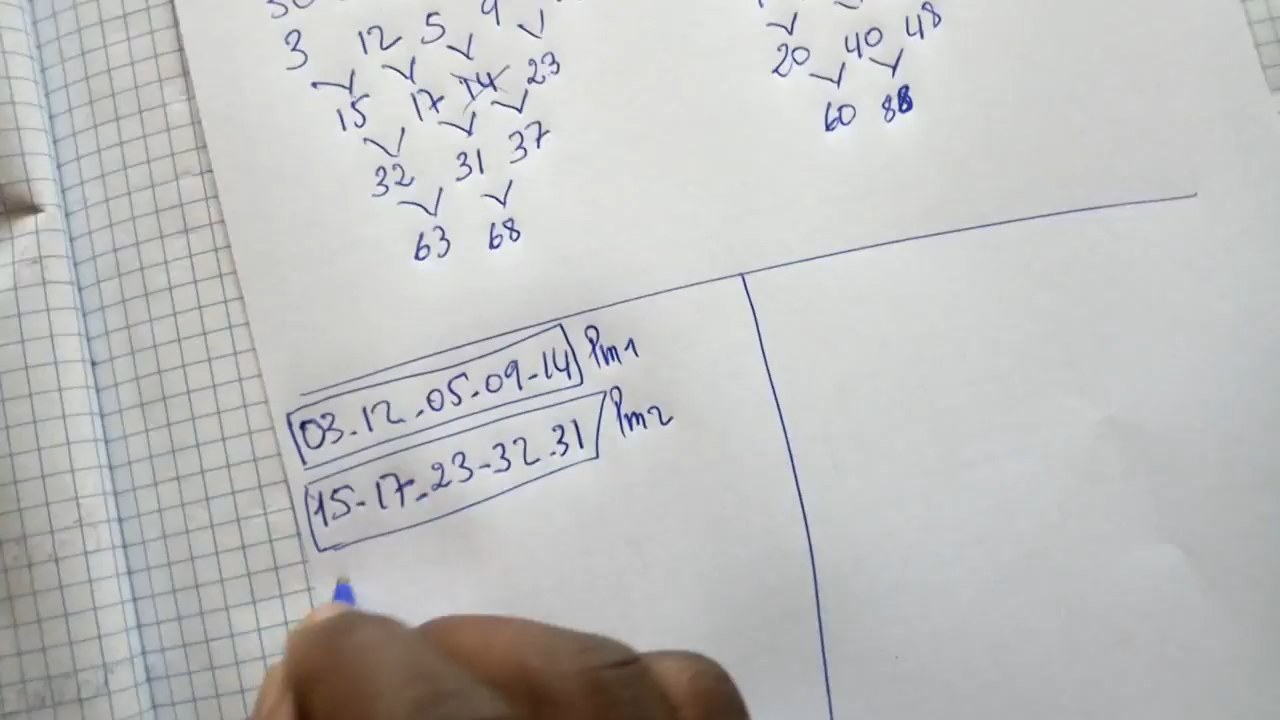 3 12 5 9
15 17 14 23
32 31 37
63 68
48
20 40
60 88
03-12-05-09-14 Pm1
15-17-23-32-31 Pm2